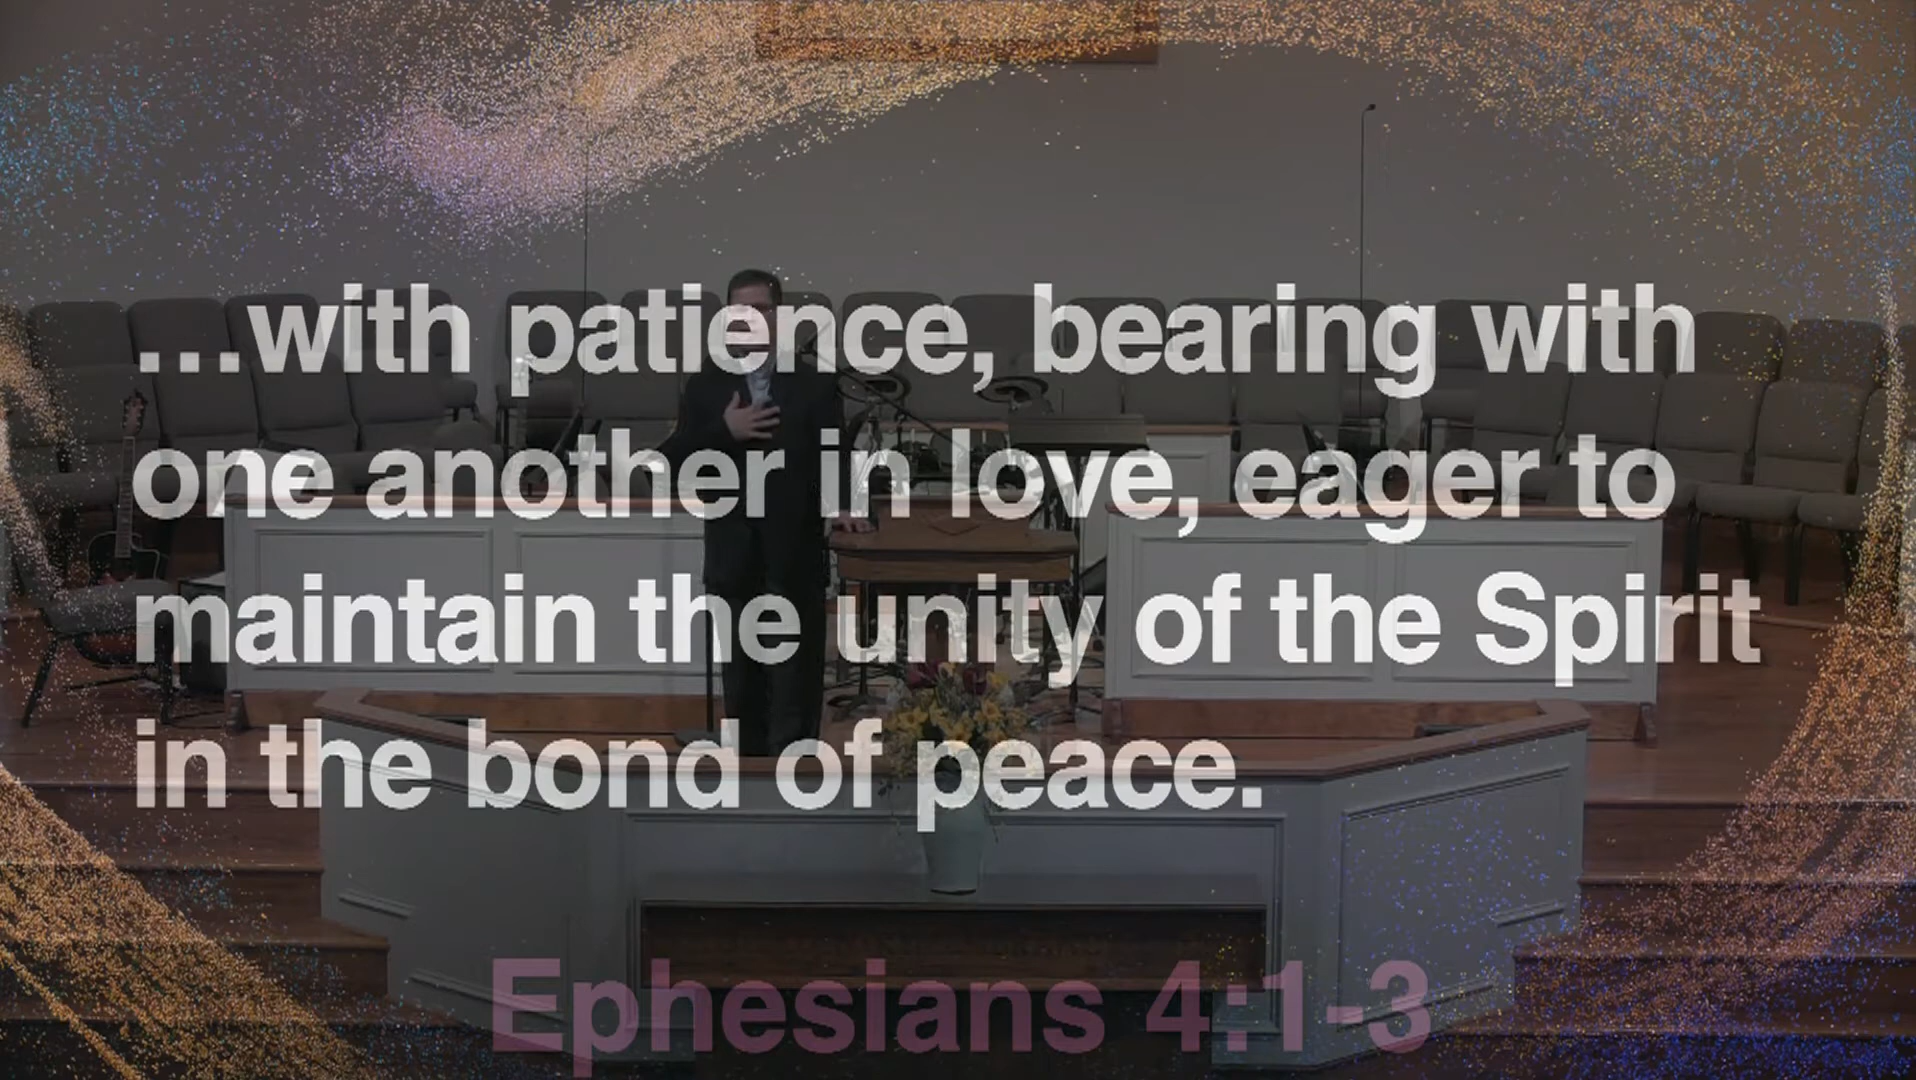 …with patience, bearing with
one another in love, eager to
maintain the unity of the Spirit
in the bond of peace.
Ephesians 4:1-3